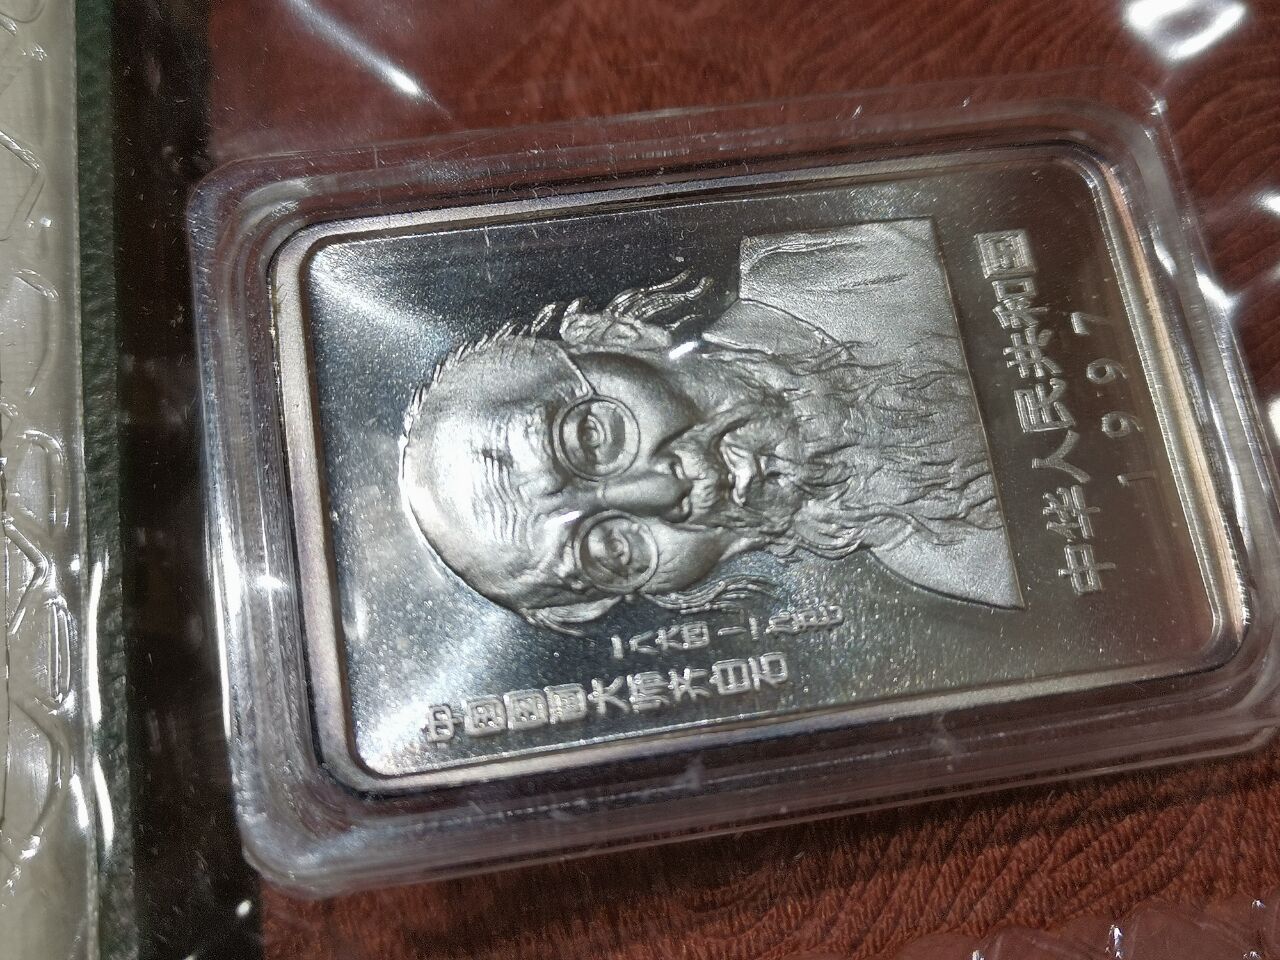 中国国画大师齐白石
一八六四－一九五七
中华人民共和国
1997